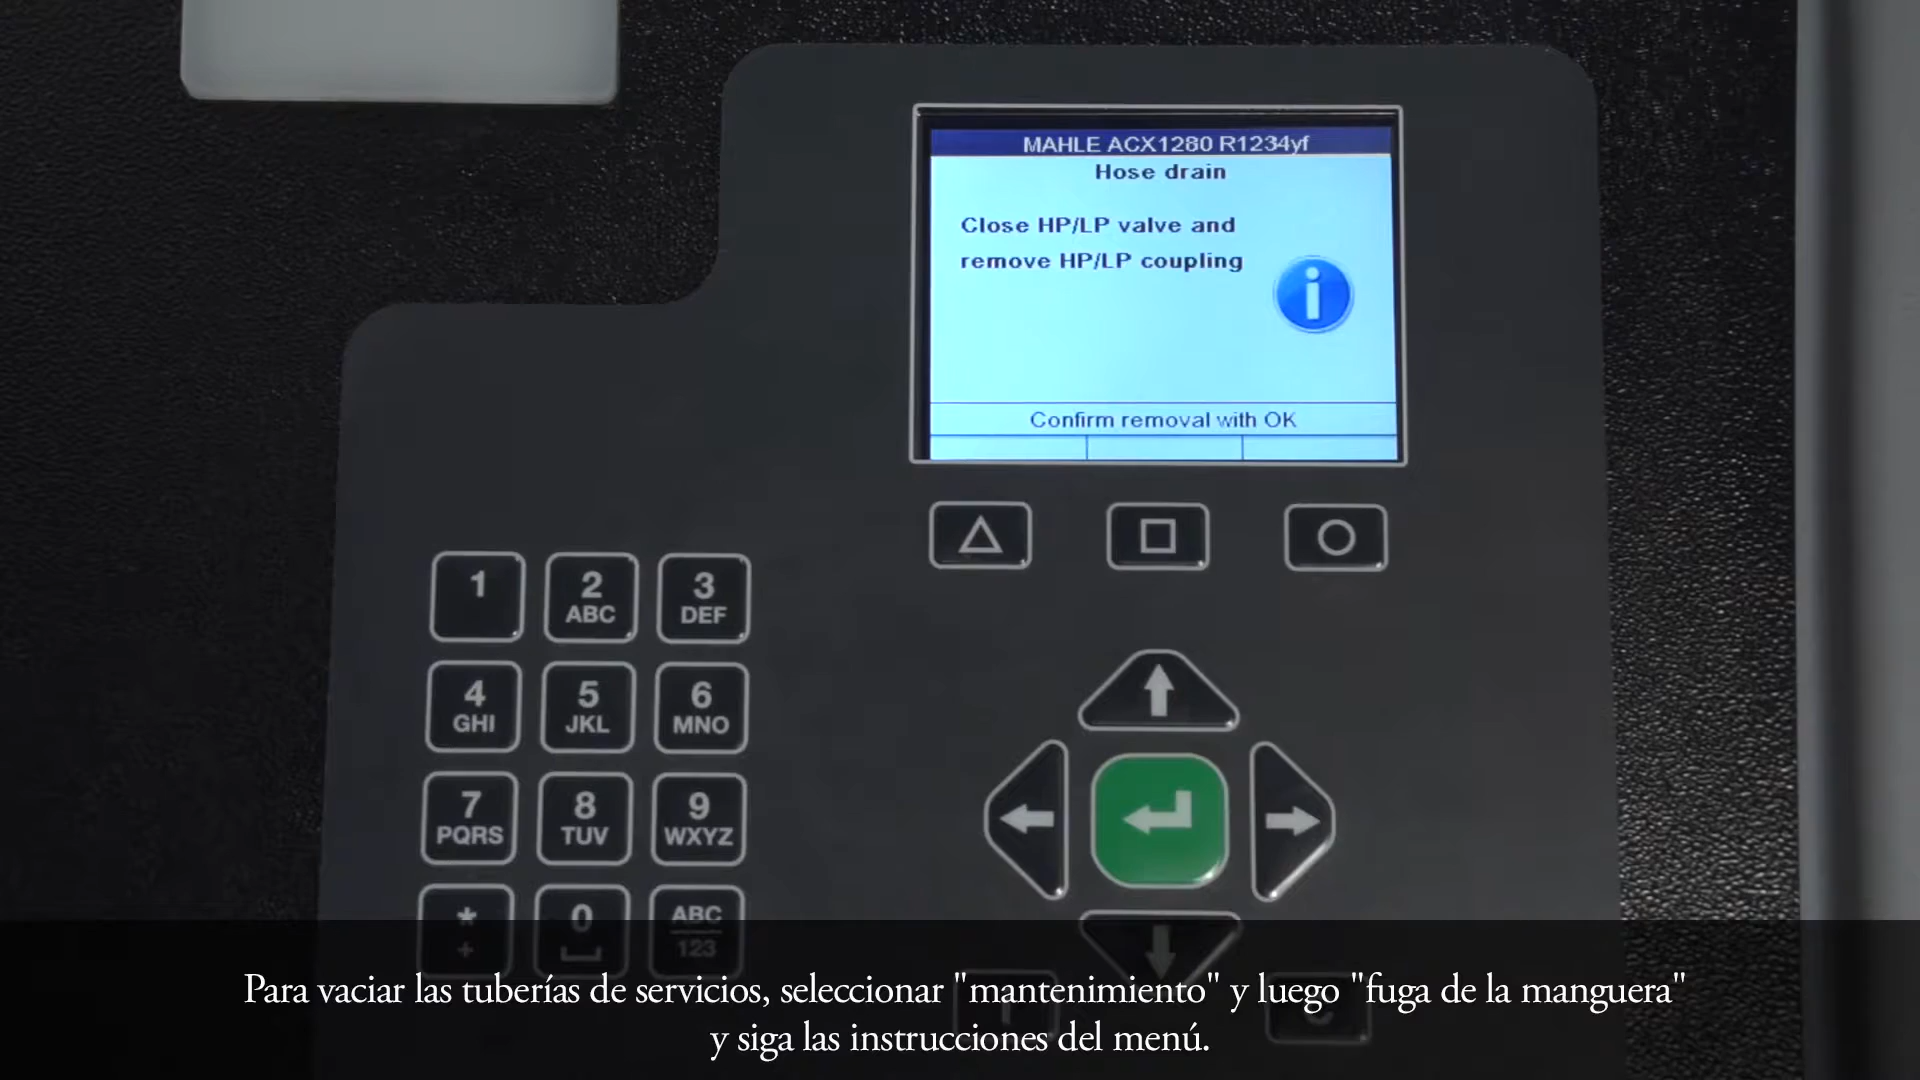 MAHLE ACX1280 R1234yf
Hose drain
Close HP/LP valve and
remove HP/LP coupling
i
Confirm removal with OK
1
2
ABC
3
DEF
4
GHI
5
JKL
6
MNO
7
PQRS
8
TUV
9
WXYZ
*
+
0
ABC
123
Para vaciar las tuberías de servicios, seleccionar "mantenimiento" y luego "fuga de la manguera"
y siga las instrucciones del menú.